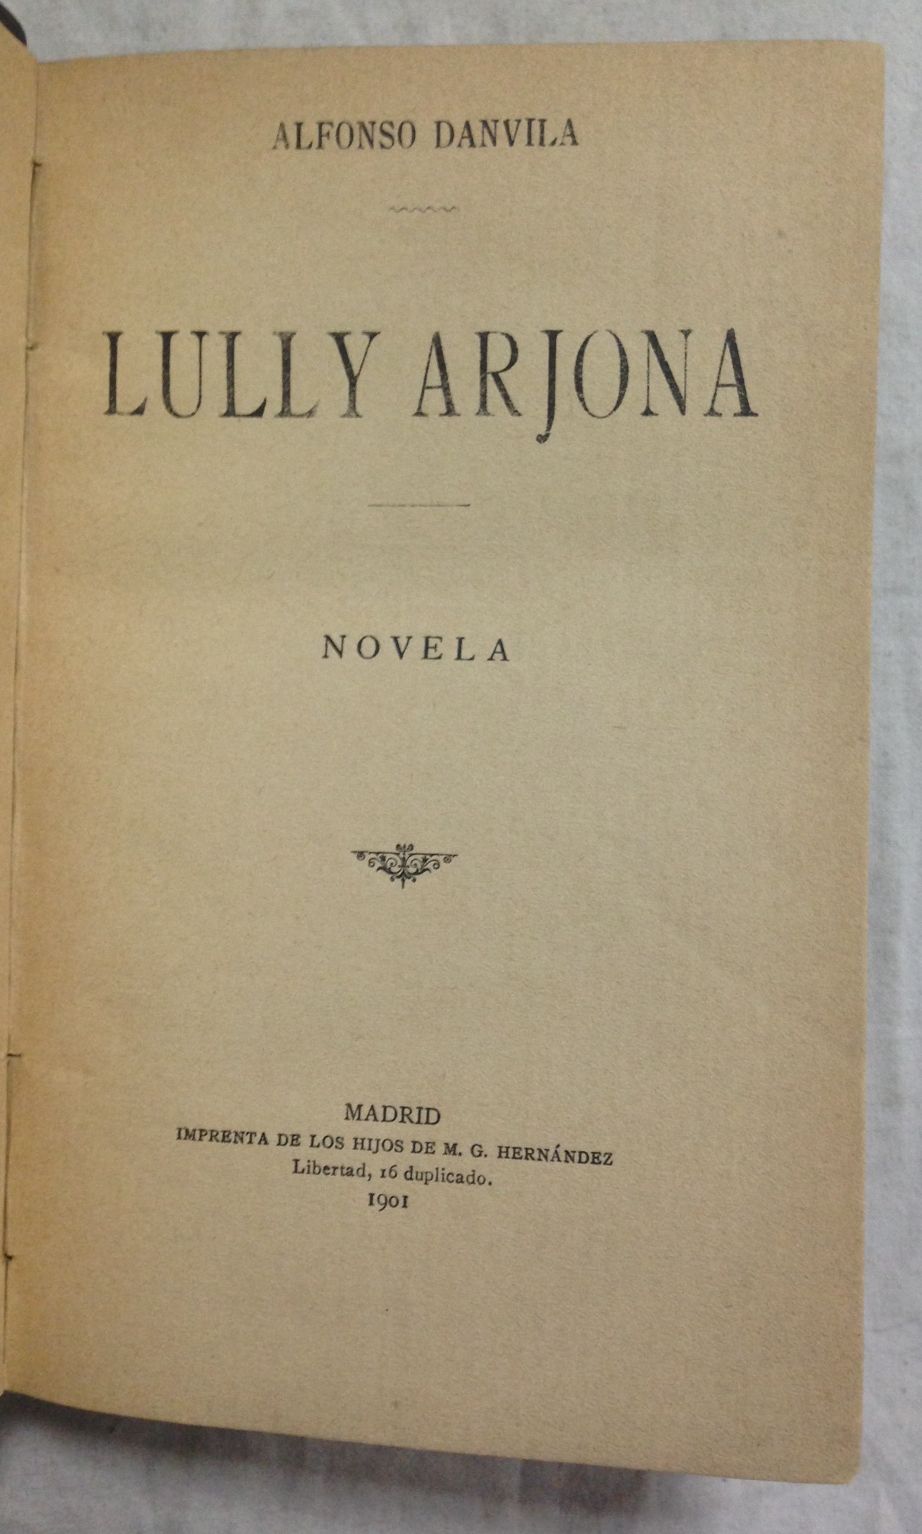 ALFONSO DANVILA
LULLY ARJONA
NOVELA
MADRID
IMPRENTA DE LOS HIJOS DE M. G. HERNÁNDEZ
Libertad, 16 duplicado.
1901